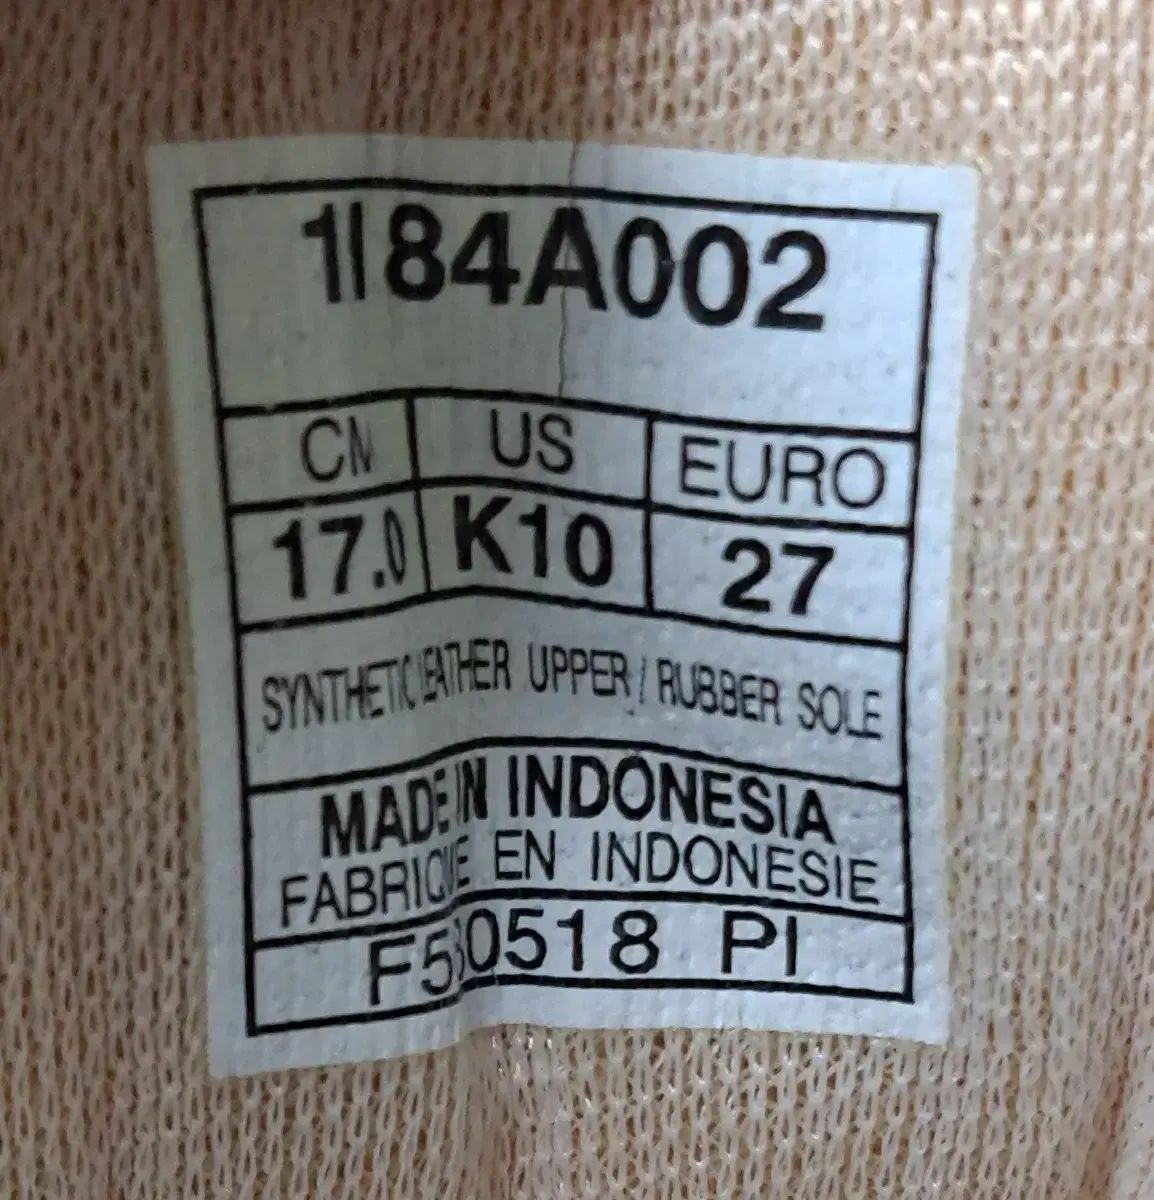 1184A002
CM US EURO
17.0 K10 27
SYNTHETIC LEATHER UPPER / RUBBER SOLE
MADE IN INDONESIA
FABRIQUE EN INDONESIE
PI